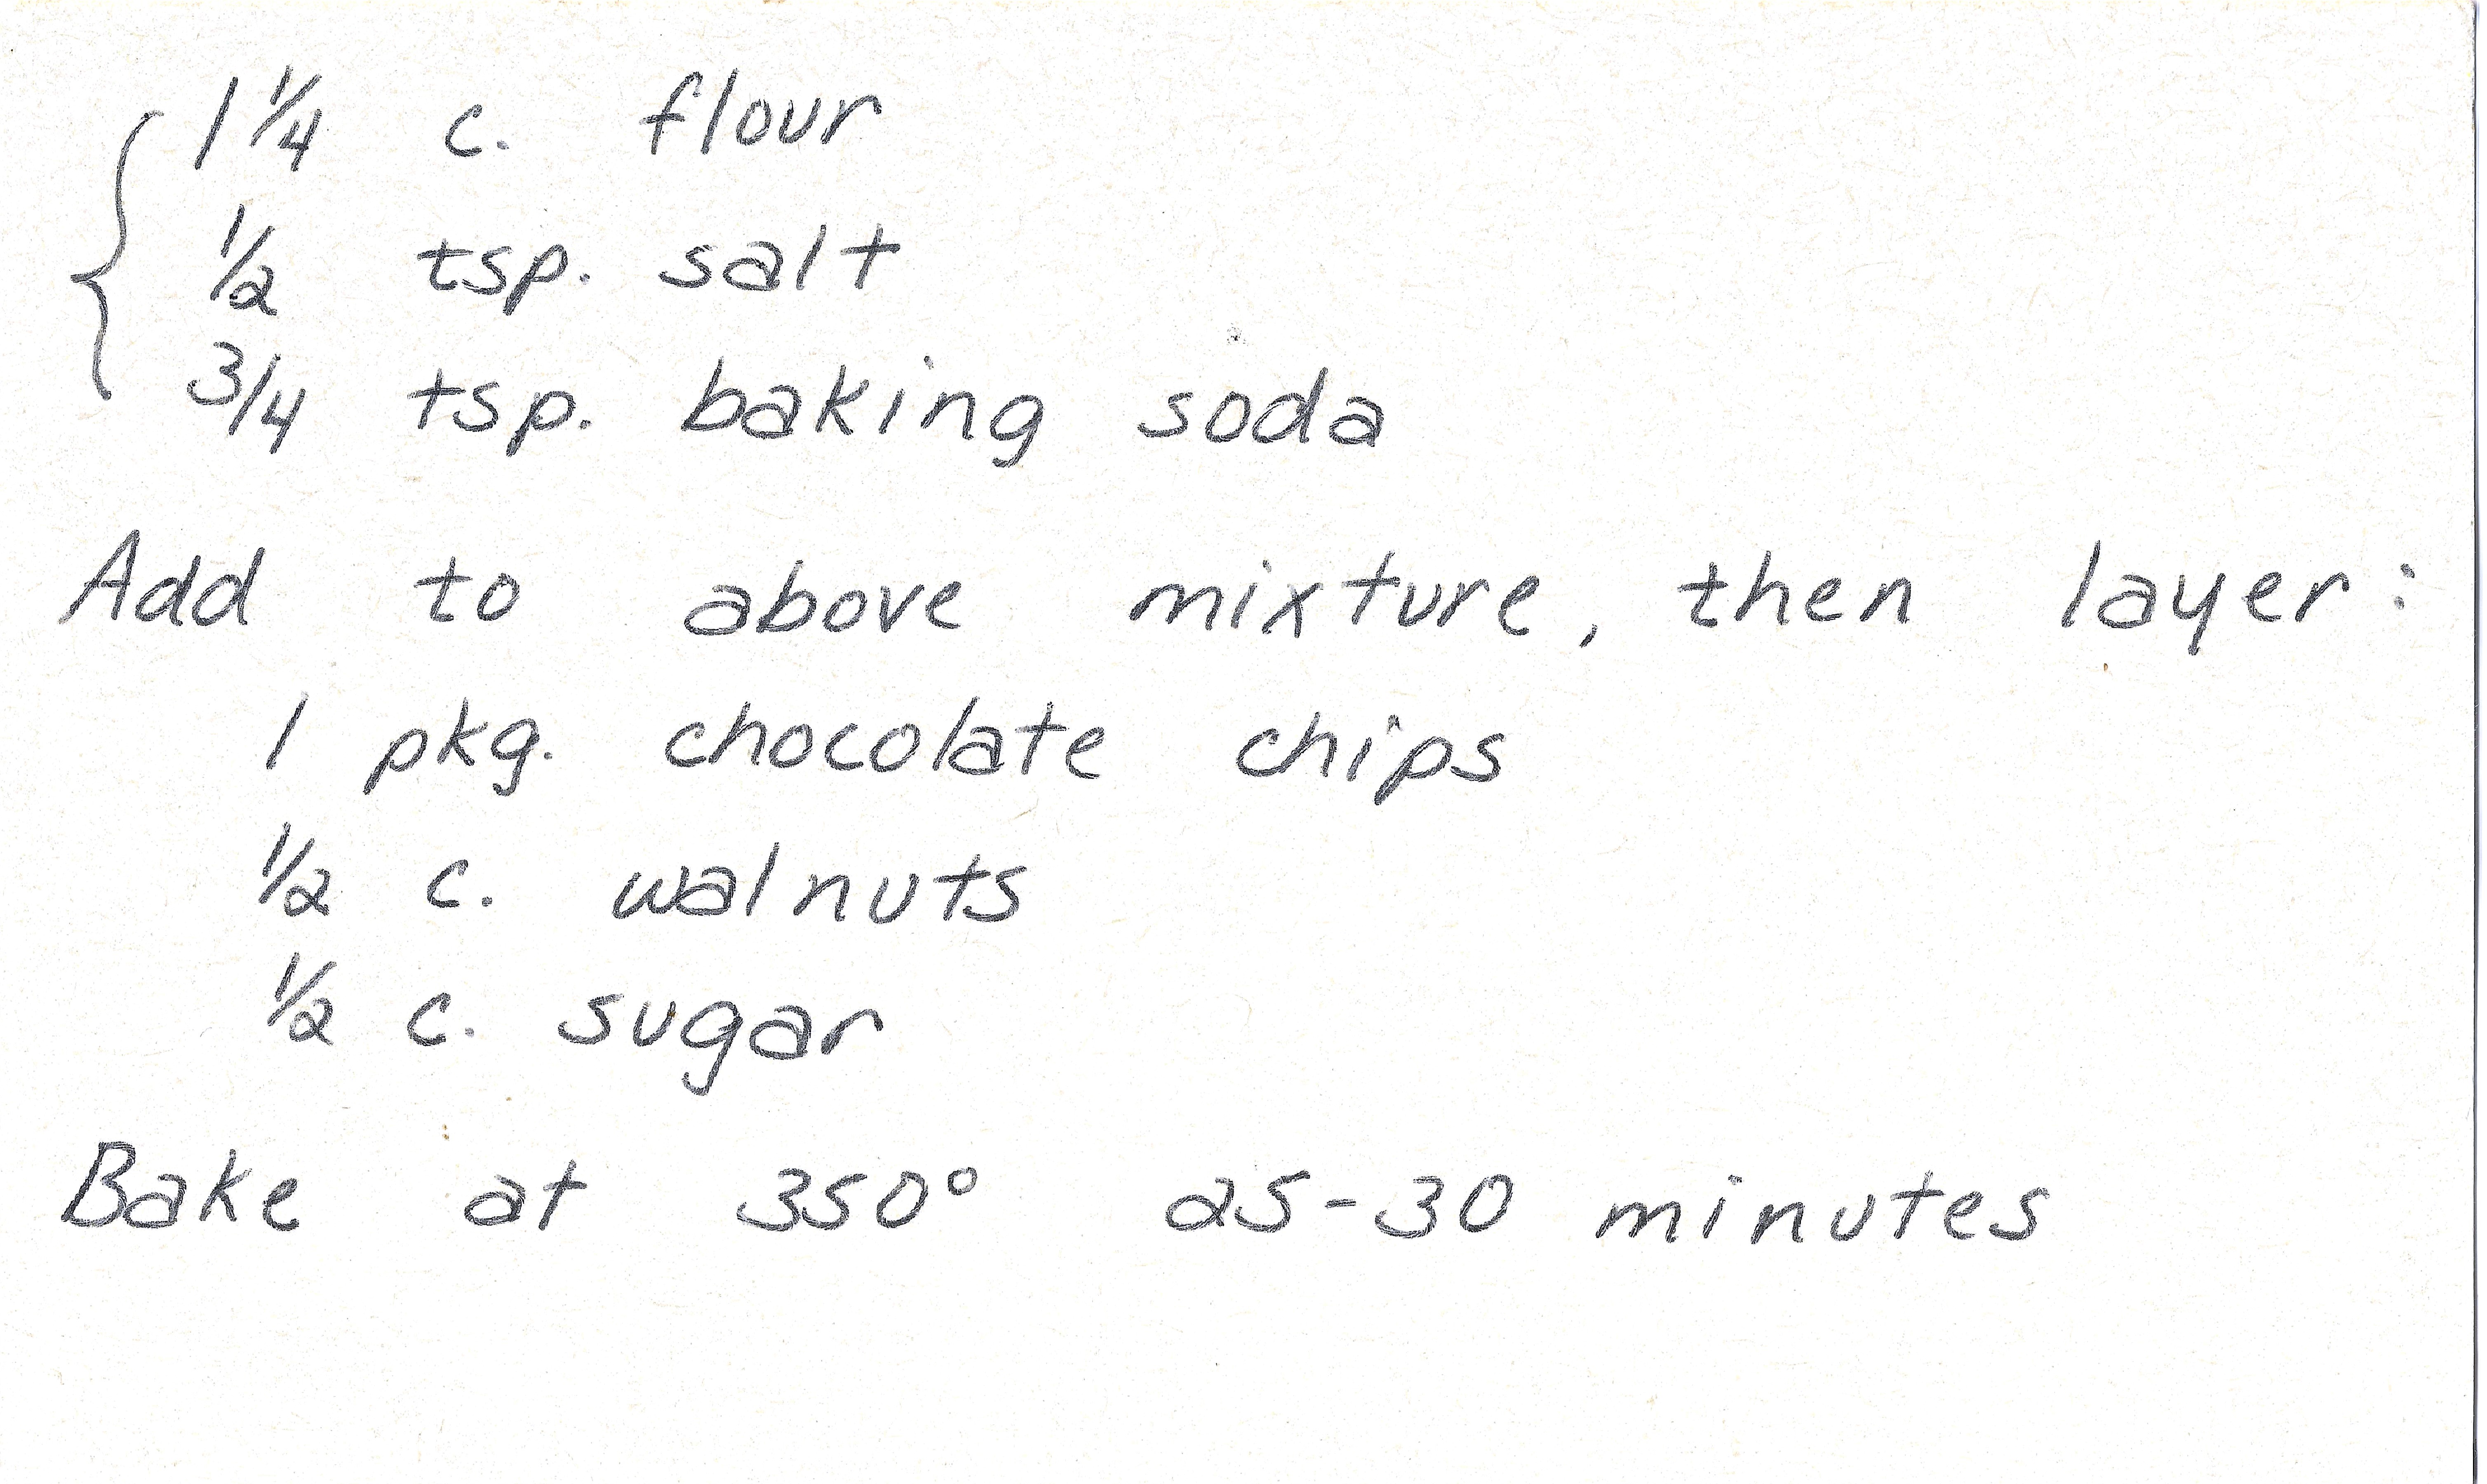 1 1/4 c. flour
1/2 tsp. salt
3/4 tsp. baking soda
Add to above mixture, then layer:
1 pkg. chocolate chips
1/2 c. walnuts
1/2 c. sugar
Bake at 350° 25-30 minutes